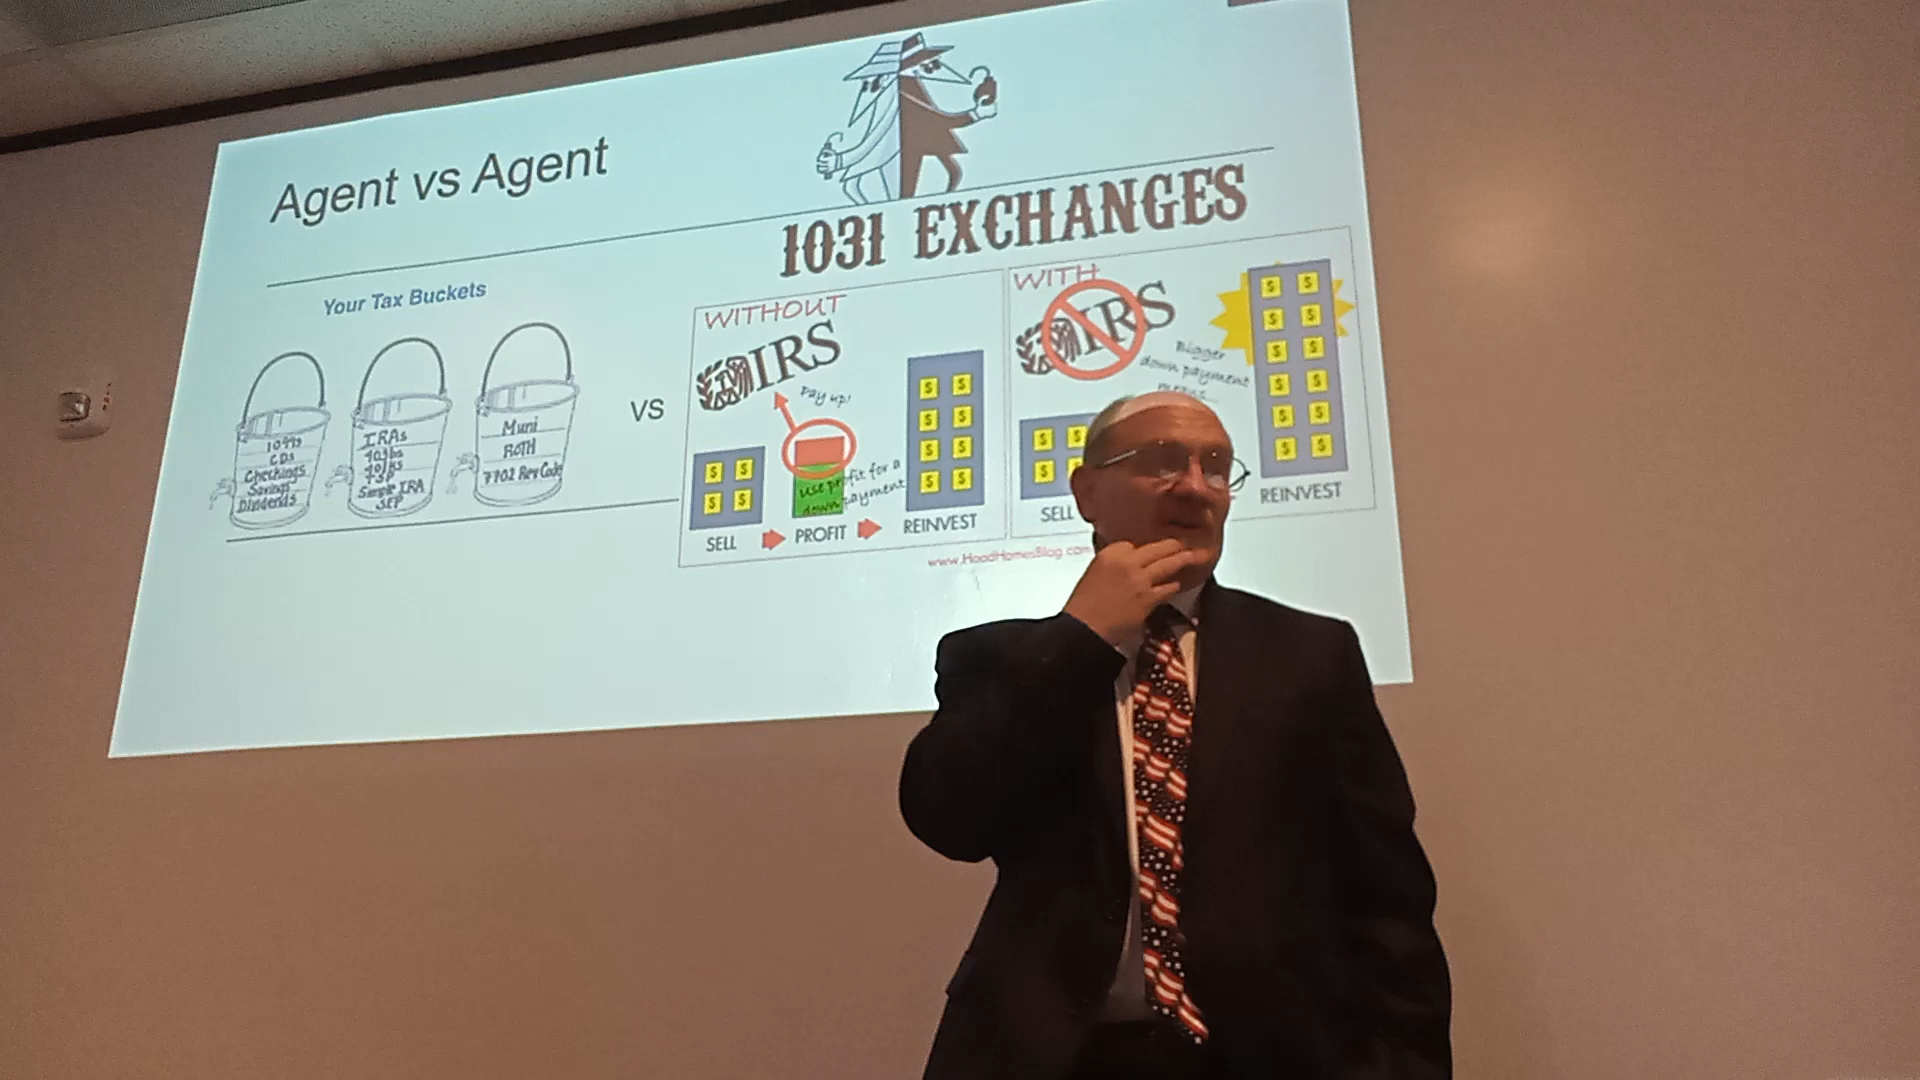 Agent vs Agent
1031 EXCHANGES
Your Tax Buckets
1099s
CDs
Checkings
Savings
Dividends
IRAs
403bs
401ks
TSP
Simple IRA
SEP
Muni
ROTH
7702 Rev Code
VS
WITHOUT
IRS
Pay up!
use profit for a
down payment
SELL
PROFIT
REINVEST
WITH
IRS
Bigger
down payment
means
SELL
REINVEST
www.HoodHomesBlog.com